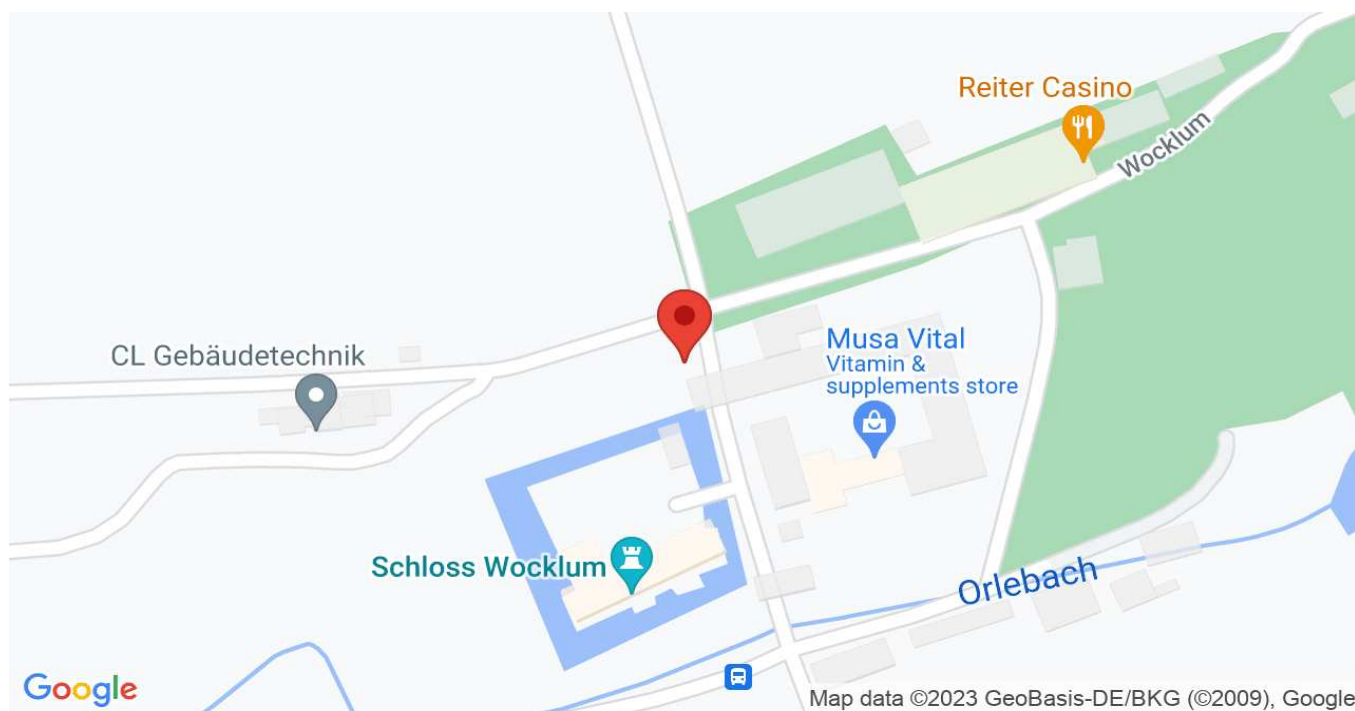 Reiter Casino
Wocklum
CL Gebäudetechnik
Musa Vital
Vitamin &
supplements store
Schloss Wocklum
Orlebach
Google
Map data ©2023 GeoBasis-DE/BKG (©2009), Google